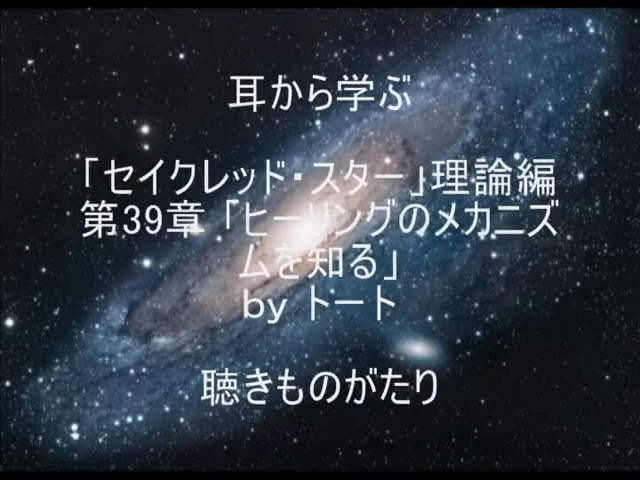 耳から学ぶ
「セイクレッド・スター」理論編
第39章 「ヒーリングのメカニズ
ムを知る」
by トート
聴きものがたり